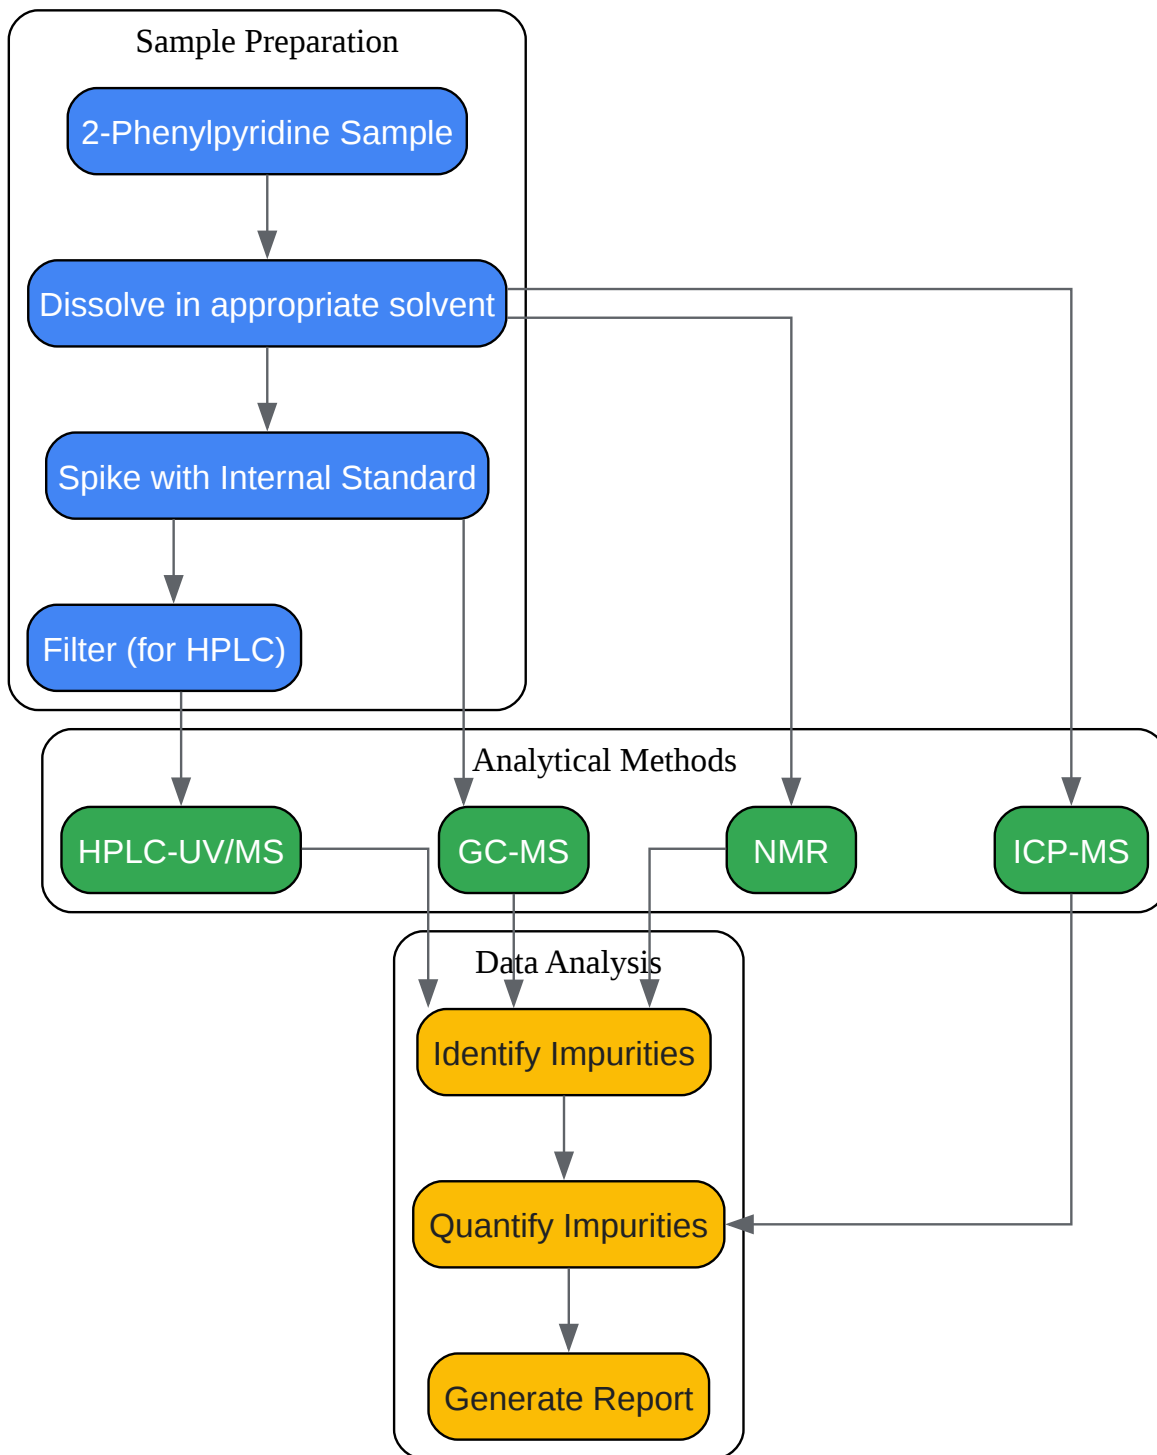 Sample Preparation
2-Phenylpyridine Sample
Dissolve in appropriate solvent
Spike with Internal Standard
Filter (for HPLC)
Analytical Methods
HPLC-UV/MS
GC-MS
NMR
ICP-MS
Data Analysis
Identify Impurities
Quantify Impurities
Generate Report